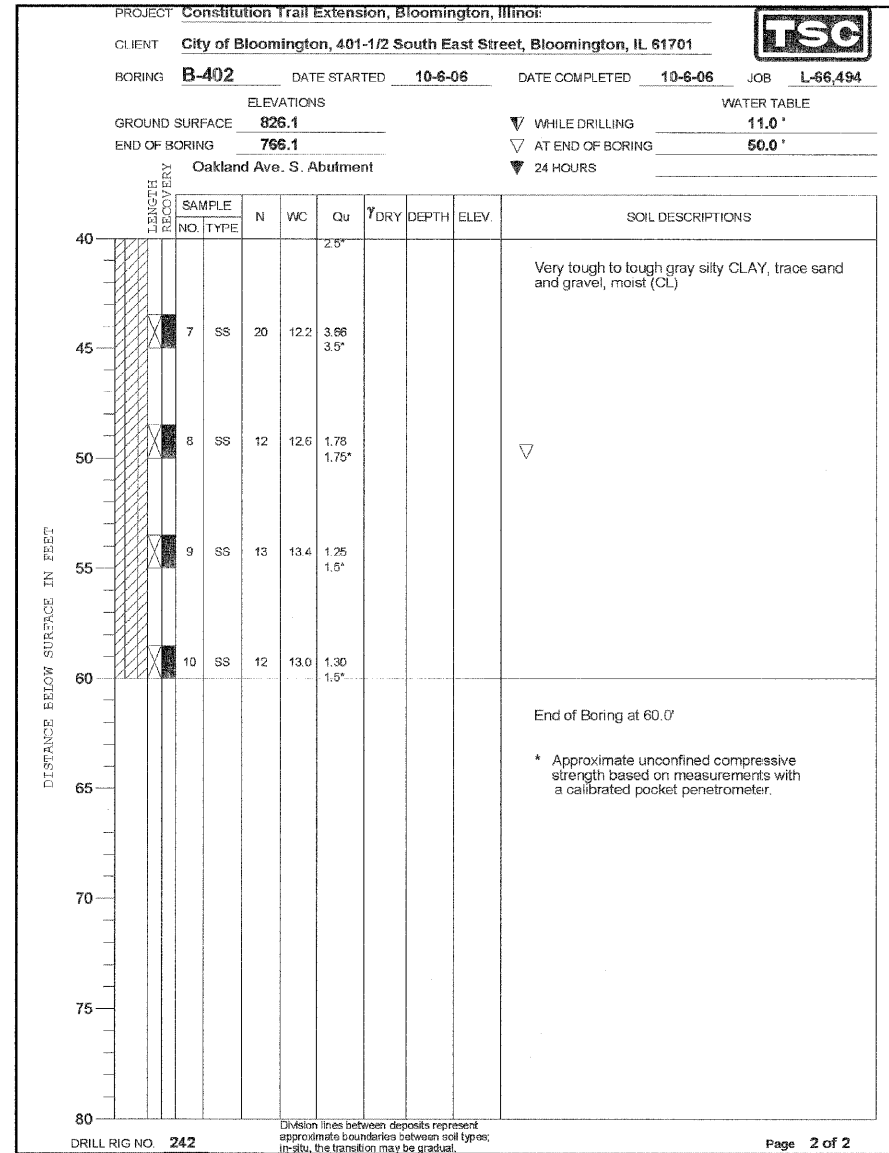 PROJECT Constitution Trail Extension, Bloomington, Illinois
TSC
CLIENT City of Bloomington, 401-1/2 South East Street, Bloomington, IL 61701
BORING B-402 DATE STARTED 10-6-06 DATE COMPLETED 10-6-06 JOB L-66,494
ELEVATIONS WATER TABLE
GROUND SURFACE 826.1 WHILE DRILLING 11.0 '
END OF BORING 766.1 AT END OF BORING 50.0 '
Oakland Ave. S. Abutment 24 HOURS
LENGTH
RECOVERY
SAMPLE
NO. TYPE N WC Qu γDRY DEPTH ELEV. SOIL DESCRIPTIONS
40
2.5*
Very tough to tough gray silty CLAY, trace sand
and gravel, moist (CL)
7 SS 20 12.2 3.66
45 3.5*
8 SS 12 12.6 1.78
50 1.75*
9 SS 13 13.4 1.25
55 1.5*
10 SS 12 13.0 1.30
60 1.5*
End of Boring at 60.0'
* Approximate unconfined compressive
strength based on measurements with
a calibrated pocket penetrometer.
65
70
75
80
DISTANCE BELOW SURFACE IN FEET
DRILL RIG NO. 242
Division lines between deposits represent
approximate boundaries between soil types;
in-situ, the transition may be gradual.
Page 2 of 2